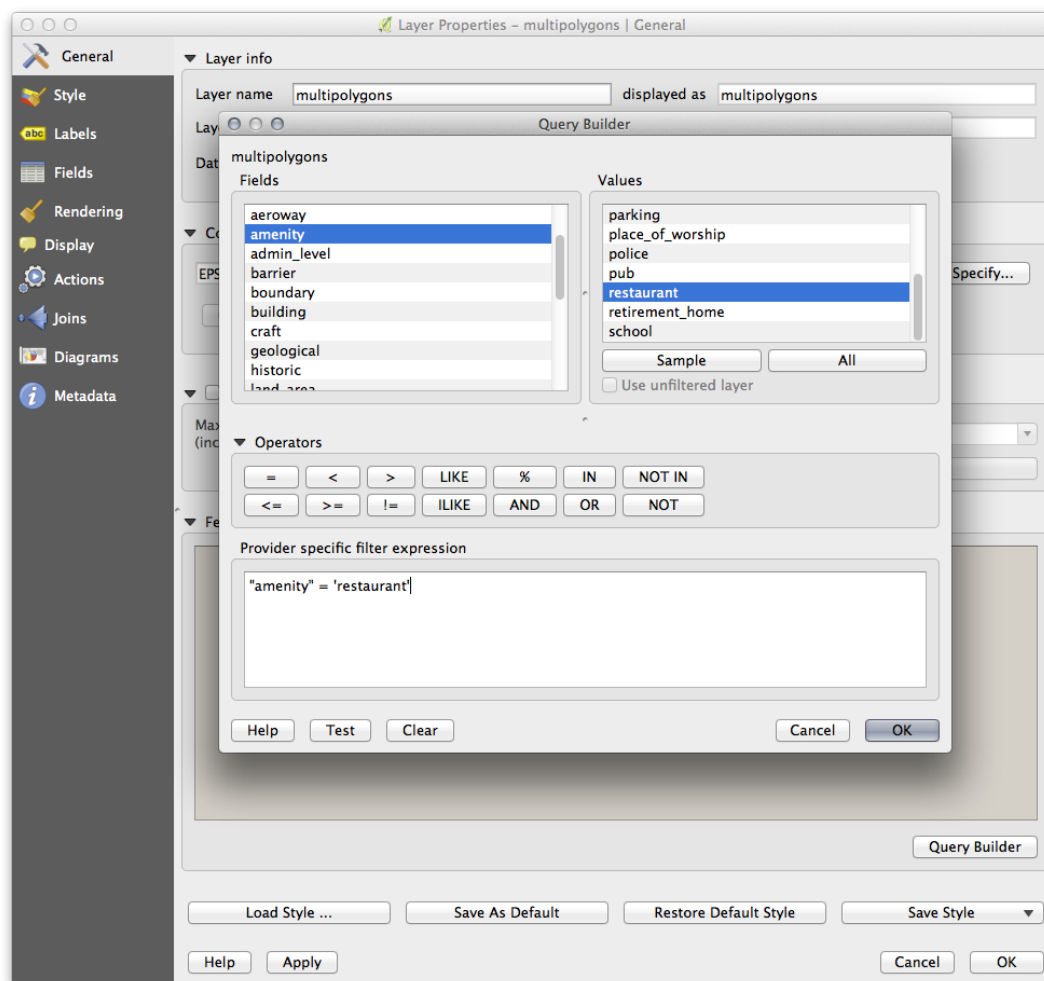 Layer Properties – multipolygons | General
General
Style
abc Labels
Fields
Rendering
Display
Actions
Joins
Diagrams
Metadata
Layer info
Layer name multipolygons displayed as multipolygons
Query Builder
multipolygons
Fields
aeroway
amenity
admin_level
barrier
boundary
building
craft
geological
historic
land_area
Values
parking
place_of_worship
police
pub
restaurant
retirement_home
school
Sample All
Use unfiltered layer
Specify...
Operators
= < > LIKE % IN NOT IN
<= >= != ILIKE AND OR NOT
Provider specific filter expression
"amenity" = 'restaurant'
Help Test Clear Cancel OK
Query Builder
Load Style ... Save As Default Restore Default Style Save Style
Help Apply Cancel OK